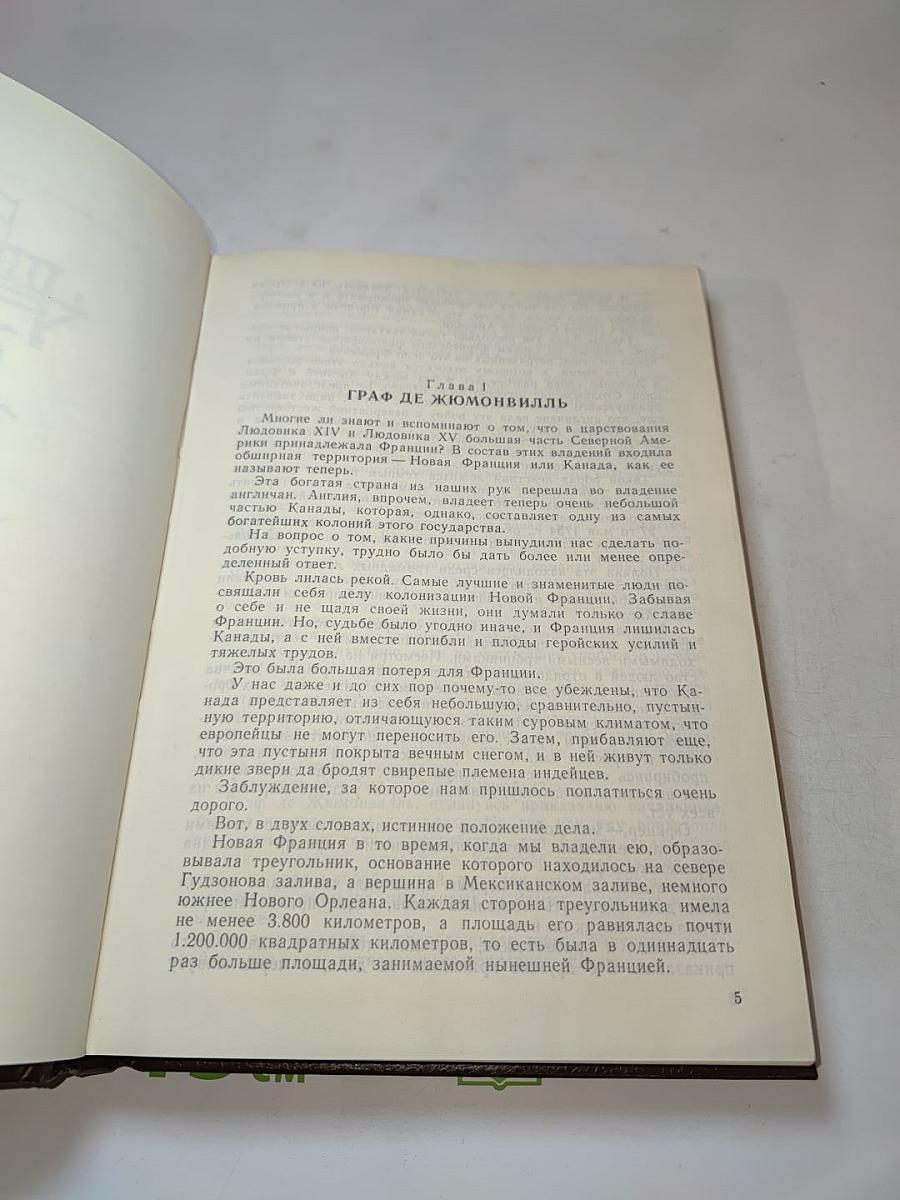 Глава I
ГРАФ ДЕ ЖЮМОНВИЛЛЬ
Многие ли знают и вспоминают о том, что в царствования
Людовика XIV и Людовика XV большая часть Северной Аме-
рики принадлежала Франции? В состав этих владений входила
обширная территория — Новая Франция или Канада, как ее
называют теперь.
Эта богатая страна из наших рук перешла во владение
англичан. Англия, впрочем, владеет теперь очень небольшой
частью Канады, которая, однако, составляет одну из самых
богатейших колоний этого государства.
На вопрос о том, какие причины вынудили нас сделать по-
добную уступку, трудно было бы дать более или менее опре-
деленный ответ.
Кровь лилась рекой. Самые лучшие и знаменитые люди по-
свящали себя делу колонизации Новой Франции. Забывая
о себе и не щадя своей жизни, они думали только о славе
Франции. Но, судьбе было угодно иначе, и Франция лишилась
Канады, а с ней вместе погибли и плоды геройских усилий и
тяжелых трудов.
Это была большая потеря для Франции.
У нас даже и до сих пор почему-то все убеждены, что Ка-
нада представляет из себя небольшую, сравнительно, пустын-
ную территорию, отличающуюся таким суровым климатом, что
европейцы не могут переносить его. Затем, прибавляют еще,
что эта пустыня покрыта вечным снегом, и в ней живут только
дикие звери да бродят свирепые племена индейцев.
Заблуждение, за которое нам пришлось поплатиться очень
дорого.
Вот, в двух словах, истинное положение дела.
Новая Франция в то время, когда мы владели ею, образо-
вывала треугольник, основание которого находилось на севере
Гудзонова залива, а вершина в Мексиканском заливе, немного
южнее Нового Орлеана. Каждая сторона треугольника имела
не менее 3.800 километров, а площадь его равнялась почти
1.200.000 квадратных километров, то есть была в одиннадцать
раз больше площади, занимаемой нынешней Францией.
5
см